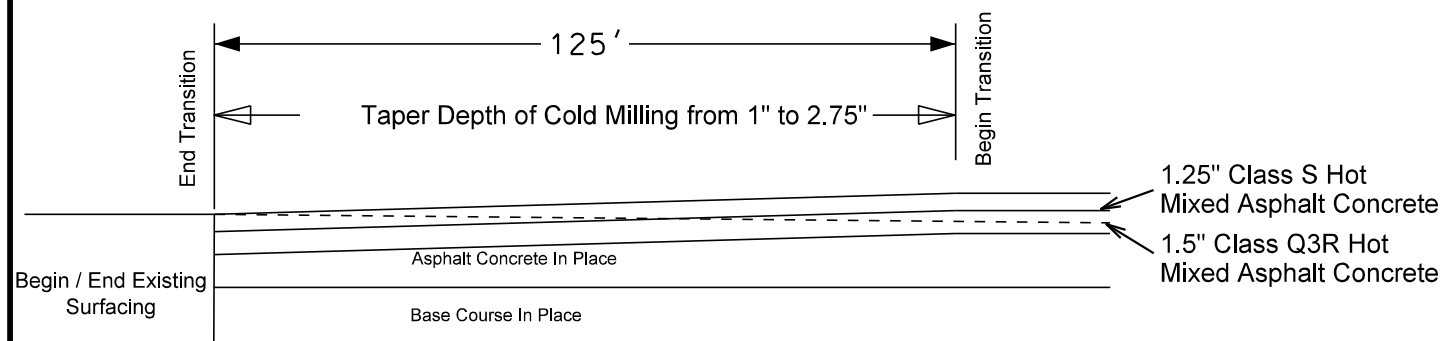 125'
End Transition
Taper Depth of Cold Milling from 1" to 2.75"
Begin Transition
1.25" Class S Hot
Mixed Asphalt Concrete
1.5" Class Q3R Hot
Mixed Asphalt Concrete
Asphalt Concrete In Place
Begin / End Existing
Surfacing
Base Course In Place